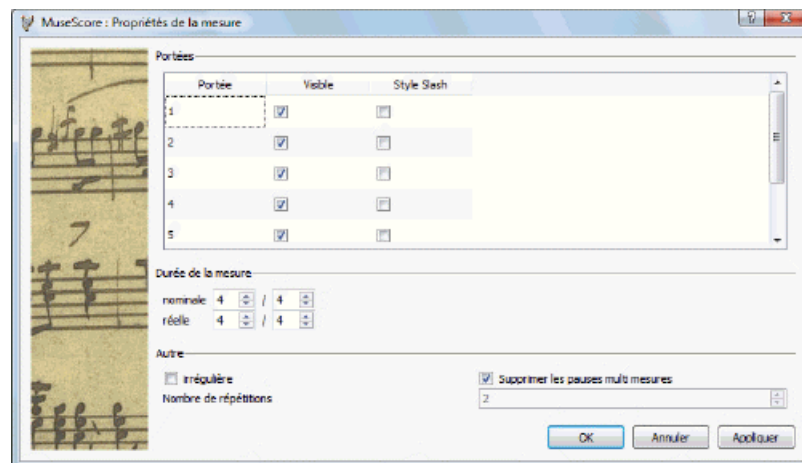 MuseScore : Propriétés de la mesure
Portées
Portée Visible Style Slash
1
2
3
4
5
Durée de la mesure
nominale 4 / 4
réelle 4 / 4
Autre
irrégulière Supprimer les pauses multi mesures
Nombre de répétitions 2
OK Annuler Appliquer